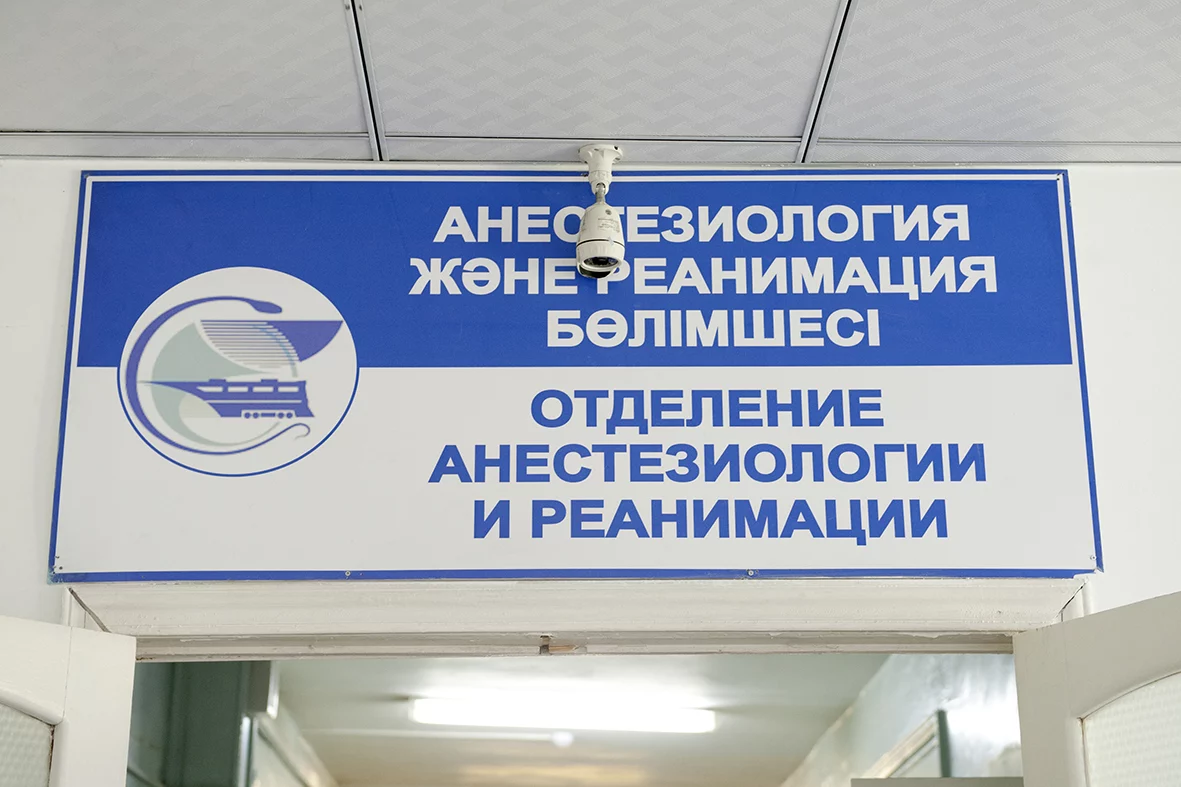 АНЕСТЕЗИОЛОГИЯ
ЖӘНЕ РЕАНИМАЦИЯ
БӨЛІМШЕСІ
ОТДЕЛЕНИЕ
АНЕСТЕЗИОЛОГИИ
И РЕАНИМАЦИИ